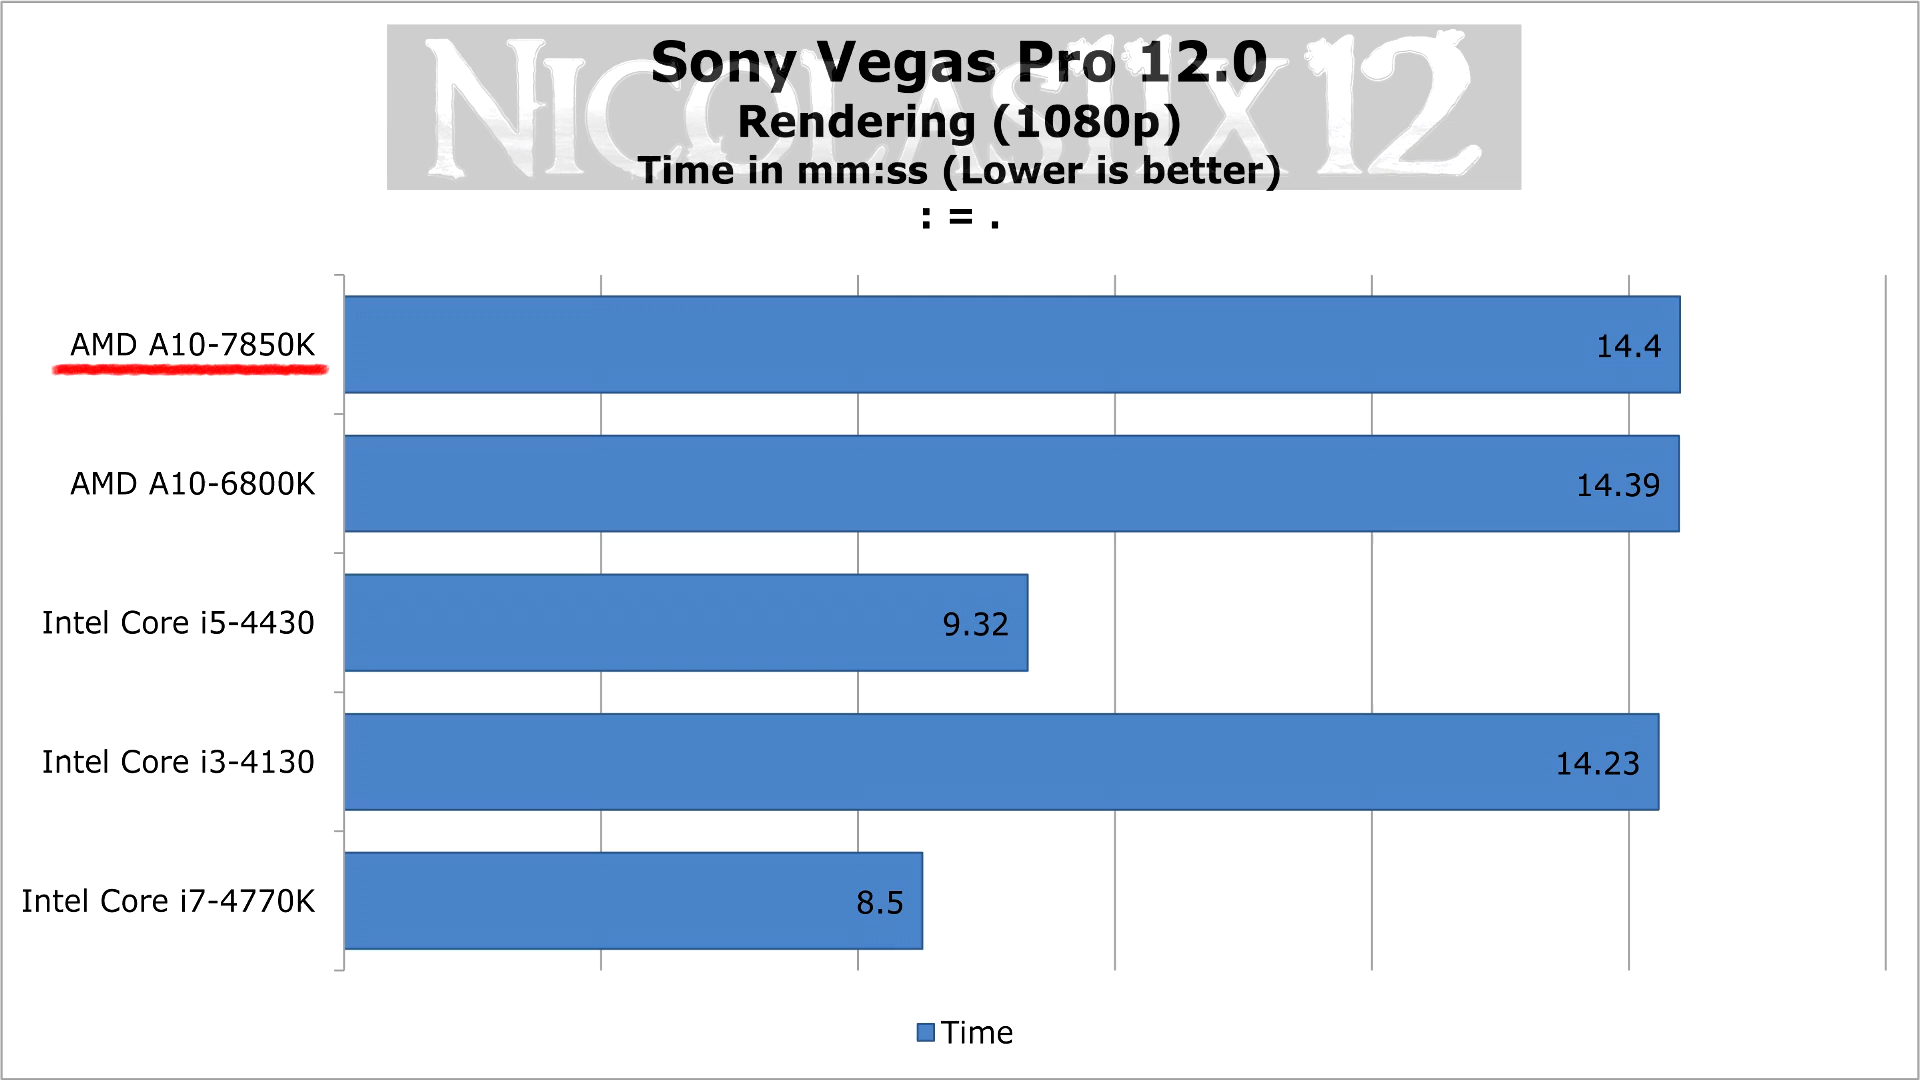 Sony Vegas Pro 12.0
Rendering (1080p)
Time in mm:ss (Lower is better)
: = .
NICOLAS11X12
AMD A10-7850K
14.4
AMD A10-6800K
14.39
Intel Core i5-4430
9.32
Intel Core i3-4130
14.23
Intel Core i7-4770K
8.5
Time